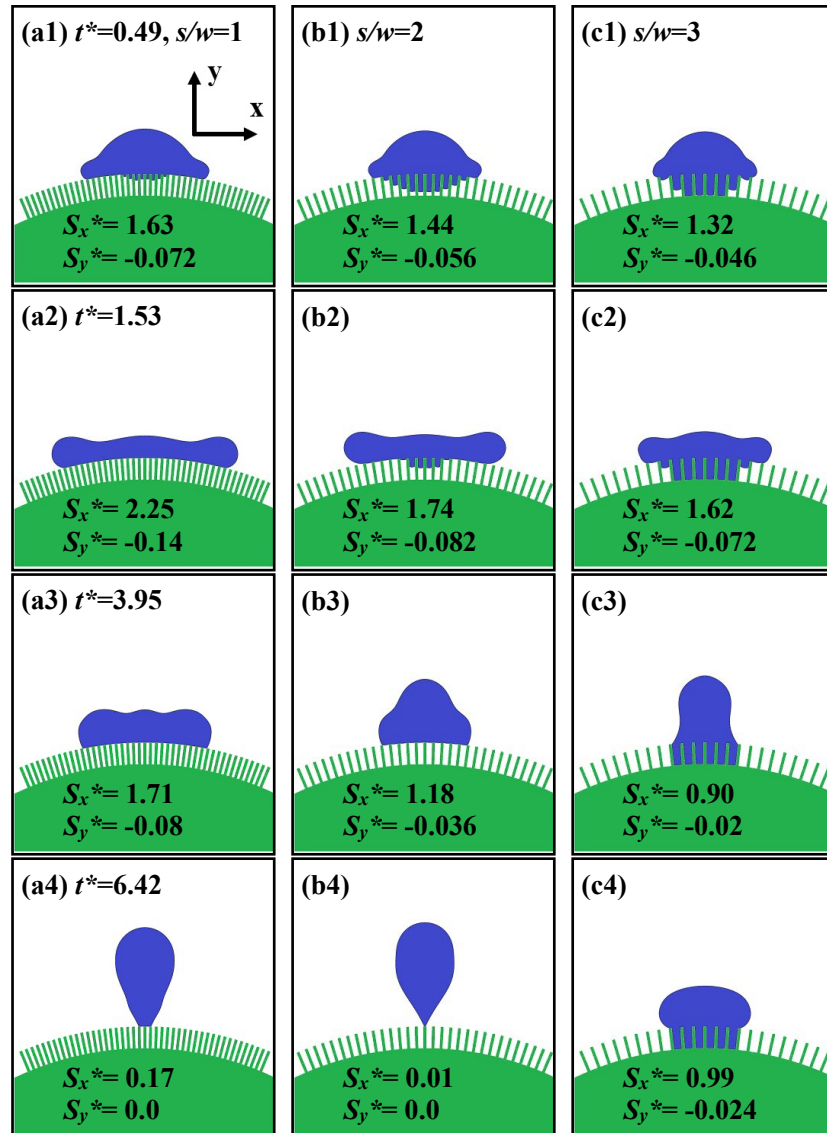 (a1) t*=0.49, s/w=1
y
x
Sx*= 1.63
Sy*= -0.072
(b1) s/w=2
Sx*= 1.44
Sy*= -0.056
(c1) s/w=3
Sx*= 1.32
Sy*= -0.046
(a2) t*=1.53
Sx*= 2.25
Sy*= -0.14
(b2)
Sx*= 1.74
Sy*= -0.082
(c2)
Sx*= 1.62
Sy*= -0.072
(a3) t*=3.95
Sx*= 1.71
Sy*= -0.08
(b3)
Sx*= 1.18
Sy*= -0.036
(c3)
Sx*= 0.90
Sy*= -0.02
(a4) t*=6.42
Sx*= 0.17
Sy*= 0.0
(b4)
Sx*= 0.01
Sy*= 0.0
(c4)
Sx*= 0.99
Sy*= -0.024